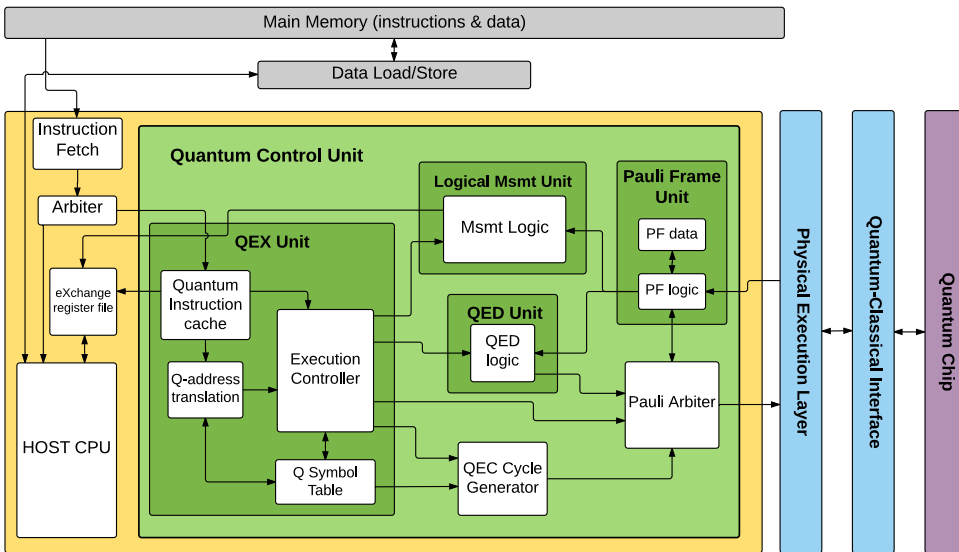 Main Memory (instructions & data)
Data Load/Store
Instruction
Fetch
Arbiter
eXchange
register file
HOST CPU
Quantum Control Unit
QEX Unit
Quantum
Instruction
cache
Q-address
translation
Execution
Controller
Q Symbol
Table
Logical Msmt Unit
Msmt Logic
QED Unit
QED
logic
QEC Cycle
Generator
Pauli Frame
Unit
PF data
PF logic
Pauli Arbiter
Physical Execution
Layer
Quantum-Classical
Interface
Quantum Chip